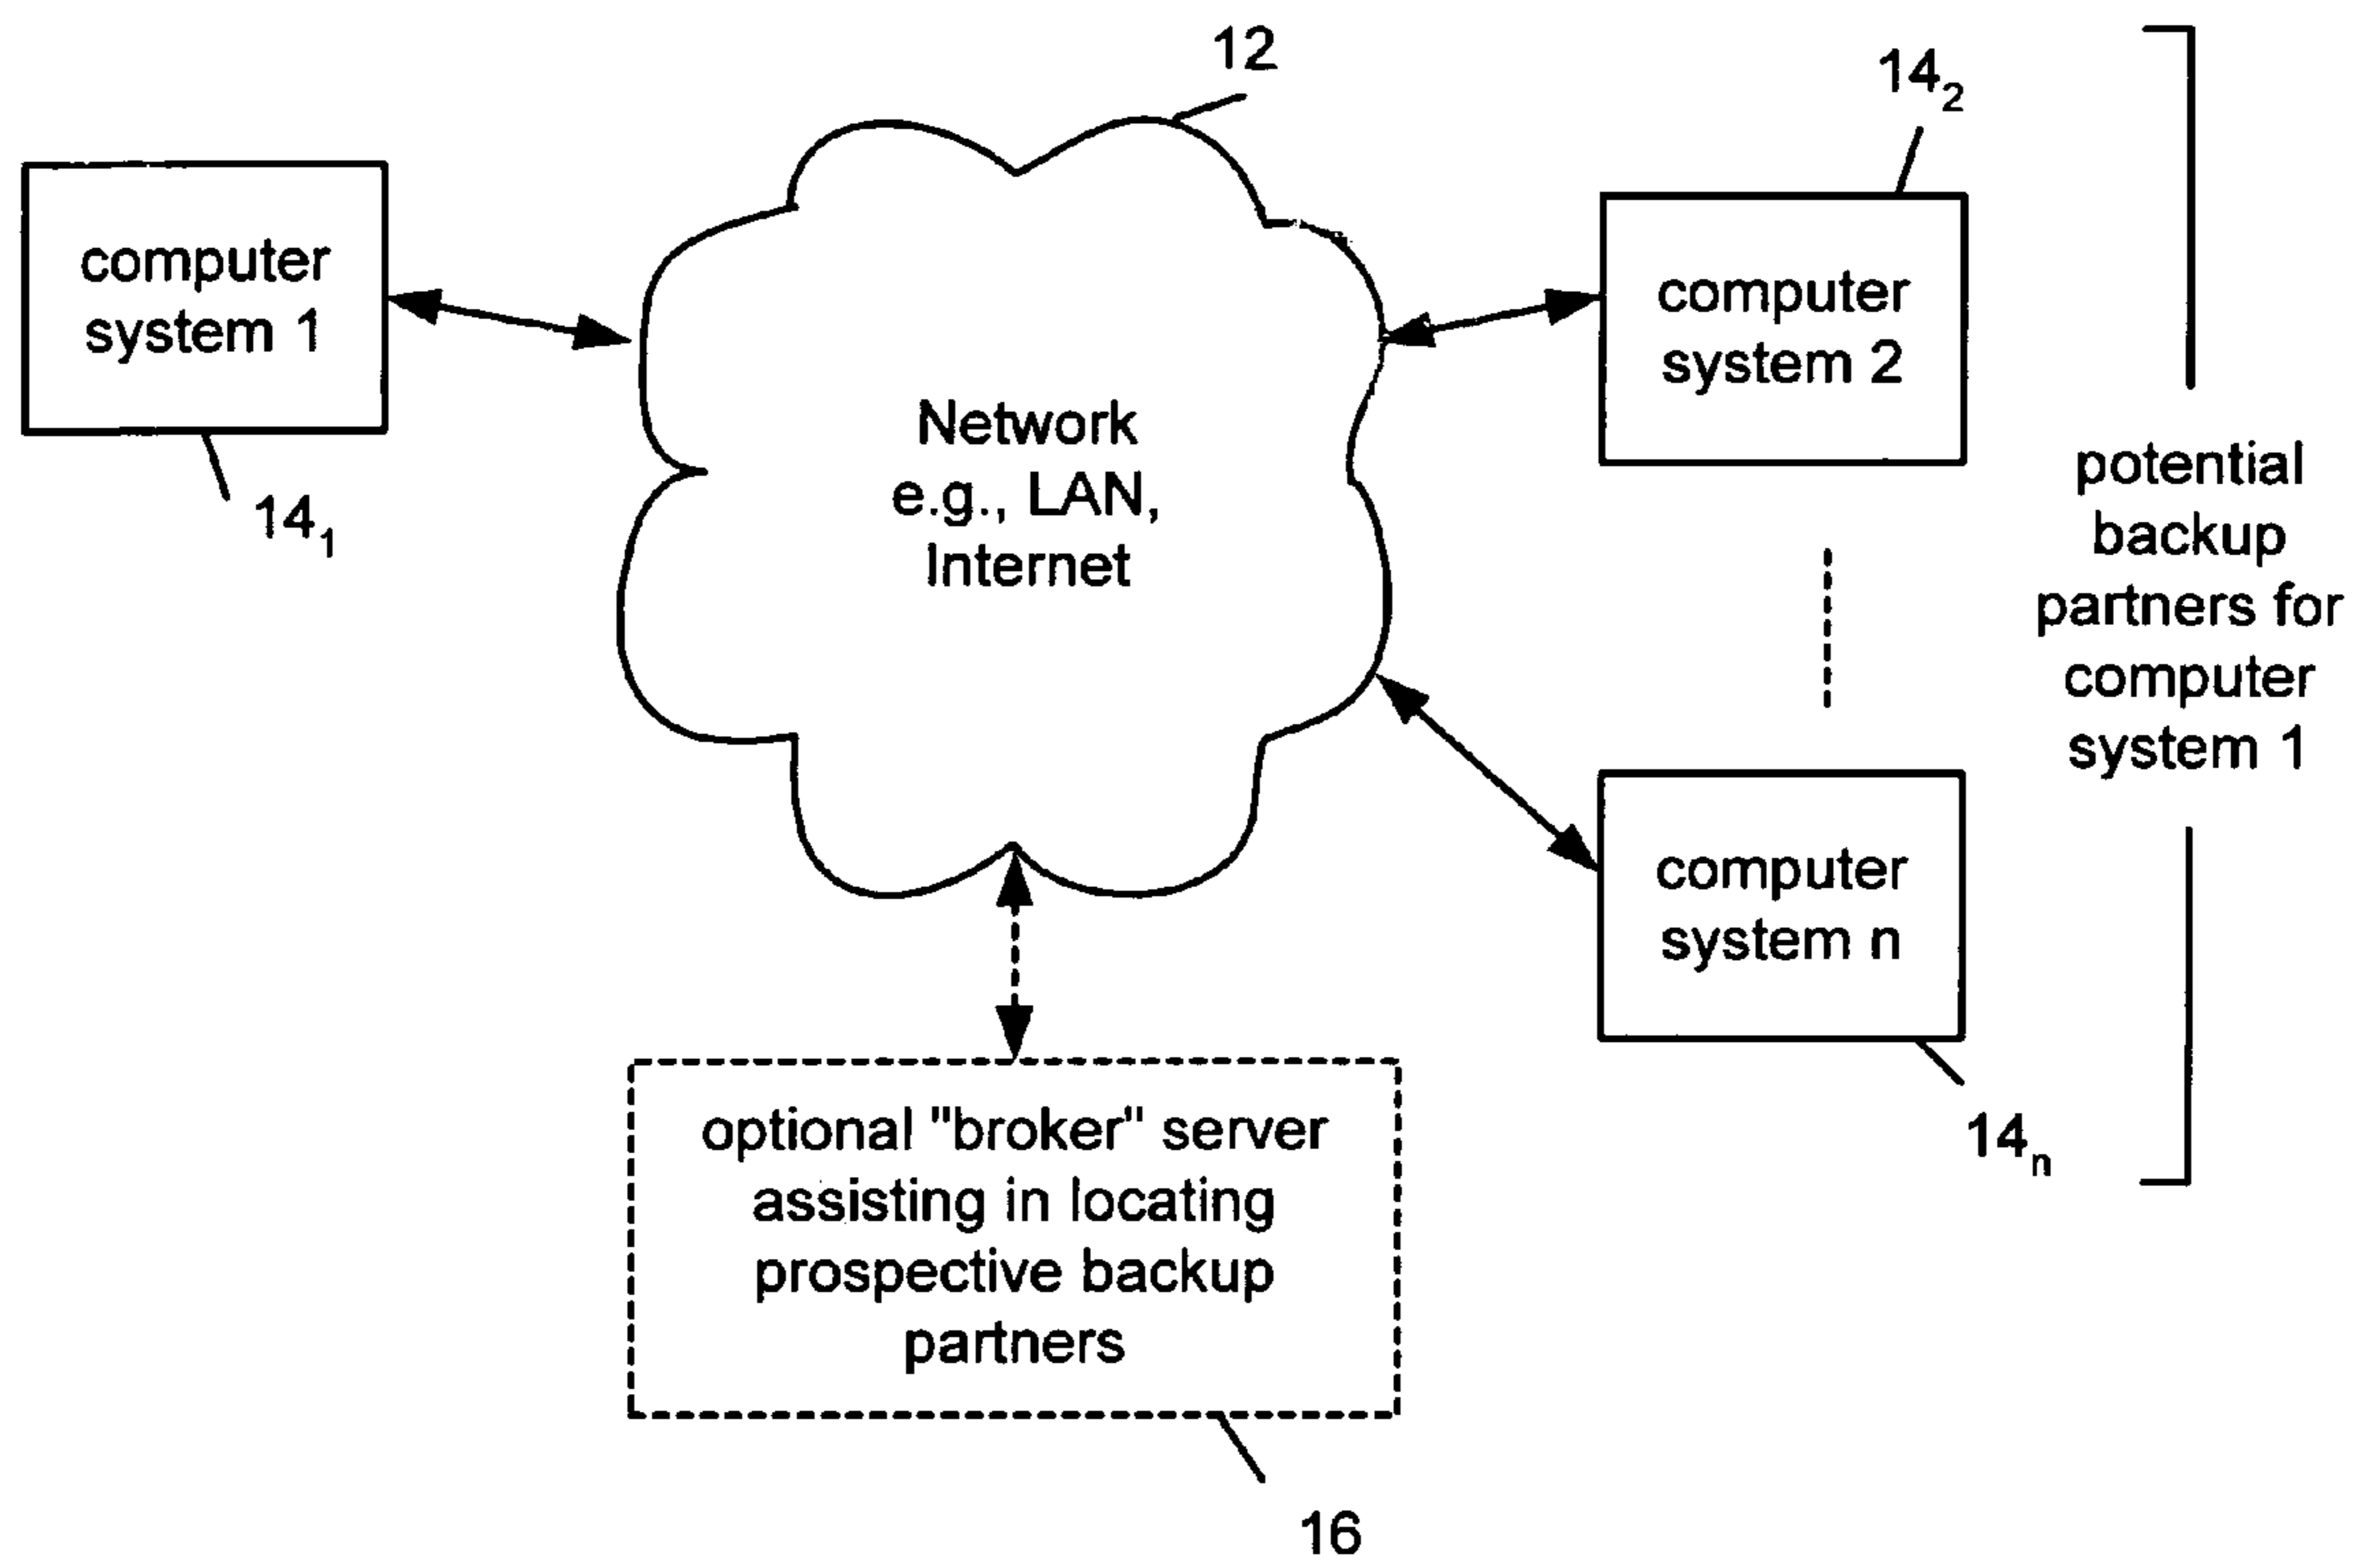 12
14₂
computer
system 1
14₁
Network
e.g., LAN,
Internet
computer
system 2
potential
backup
partners for
computer
system 1
computer
system n
14ₙ
optional "broker" server
assisting in locating
prospective backup
partners
16